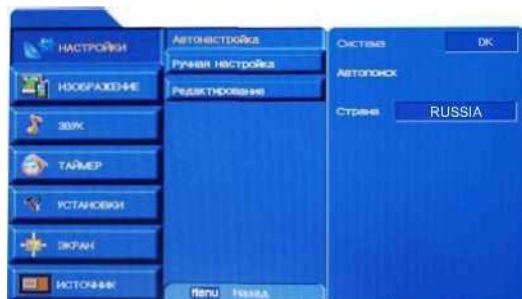 НАСТРОЙКИ
ИЗОБРАЖЕНИЕ
ЗВУК
ТАЙМЕР
УСТАНОВКИ
ЭКРАН
ИСТОЧНИК
Автонастройка
Ручная настройка
Редактирование
Menu Назад
Система DK
Автопоиск
Страна RUSSIA